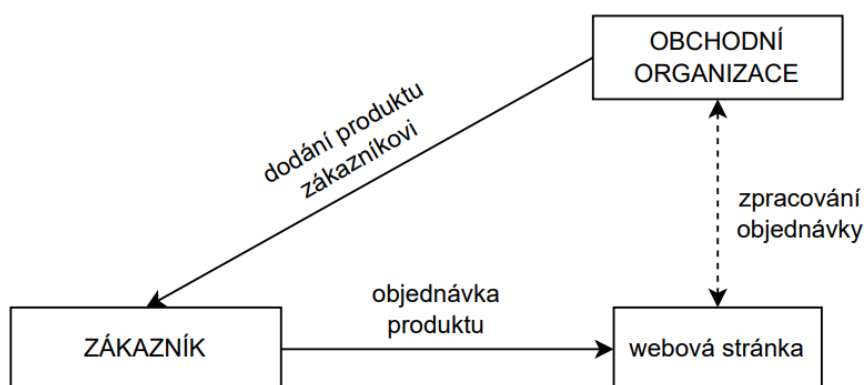 OBCHODNÍ
ORGANIZACE
dodání produktu
zákazníkovi
zpracování
objednávky
objednávka
produktu
ZÁKAZNÍK
webová stránka